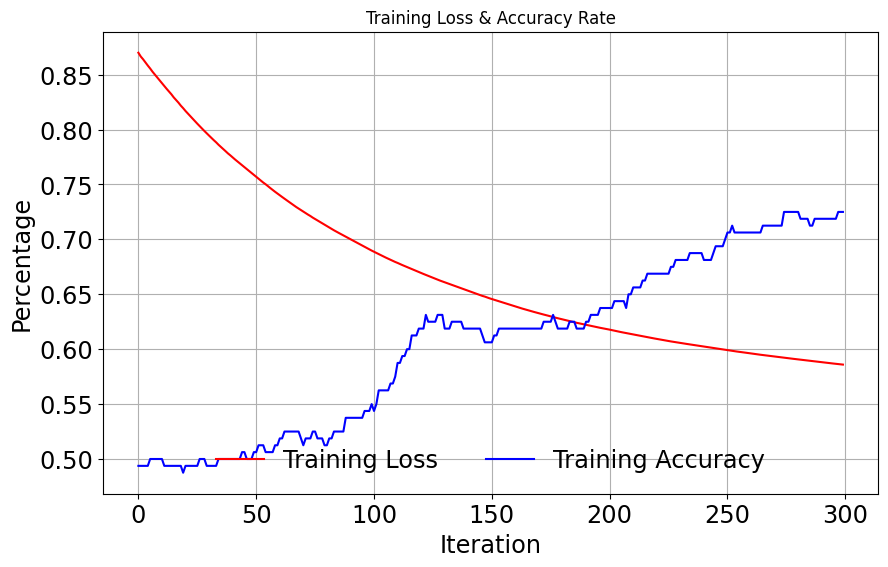 Training Loss & Accuracy Rate
Percentage
0.85
0.80
0.75
0.70
0.65
0.60
0.55
0.50
Training Loss Training Accuracy
0 50 100 150 200 250 300
Iteration